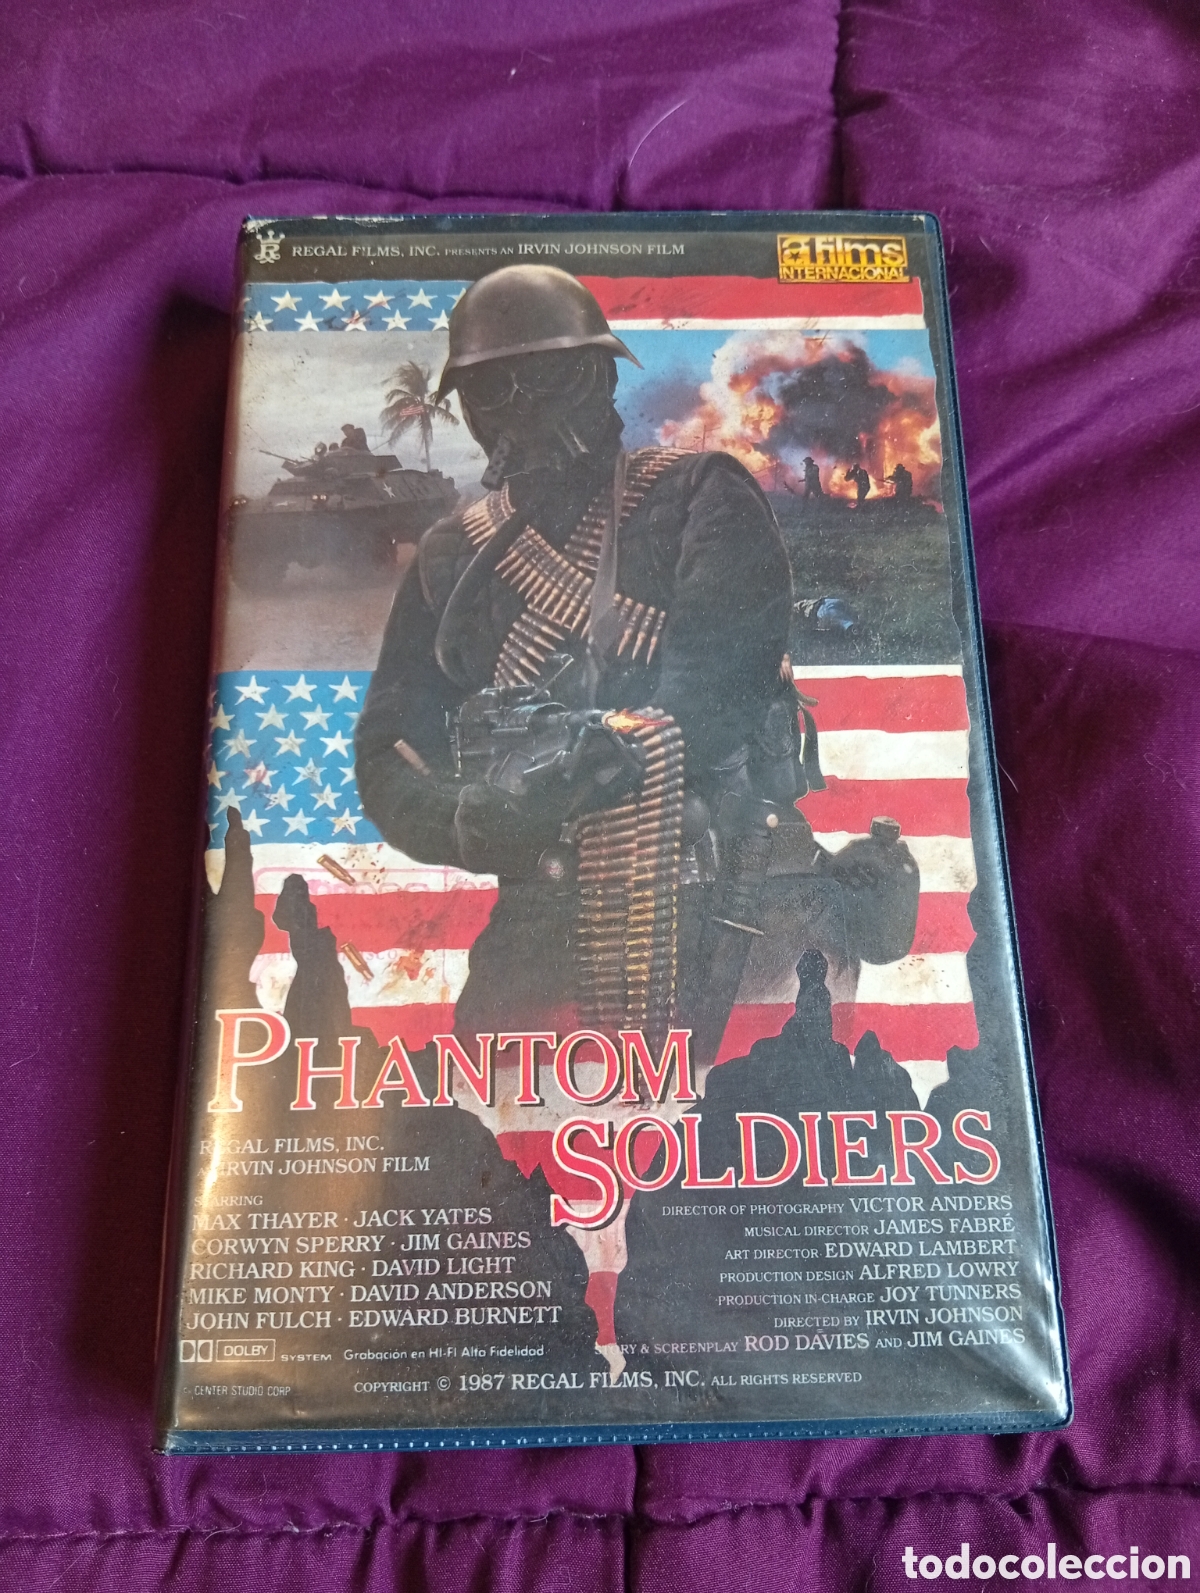 REGAL FILMS, INC. PRESENTS AN IRVIN JOHNSON FILM
a films
INTERNACIONAL
PHANTOM
SOLDIERS
REGAL FILMS, INC.
IRVIN JOHNSON FILM
STARRING
MAX THAYER · JACK YATES
CORWYN SPERRY · JIM GAINES
RICHARD KING · DAVID LIGHT
MIKE MONTY · DAVID ANDERSON
JOHN FULCH · EDWARD BURNETT
DIRECTOR OF PHOTOGRAPHY VICTOR ANDERS
MUSICAL DIRECTOR JAMES FABRÉ
ART DIRECTOR EDWARD LAMBERT
PRODUCTION DESIGN ALFRED LOWRY
PRODUCTION IN-CHARGE JOY TUNNERS
DIRECTED BY IRVIN JOHNSON
STORY & SCREENPLAY ROD DAVIES AND JIM GAINES
DOLBY SYSTEM Grabación en HI-FI Alta Fidelidad
CENTER STUDIO CORP
COPYRIGHT © 1987 REGAL FILMS, INC. ALL RIGHTS RESERVED
todocoleccion